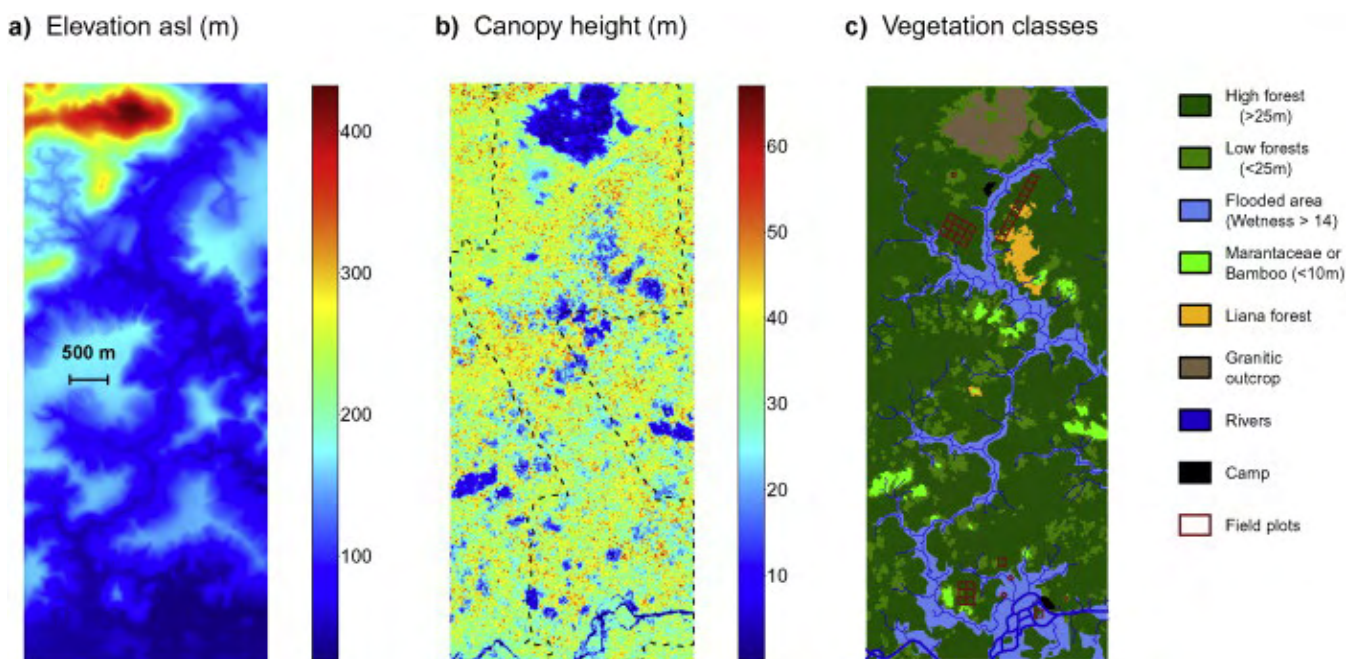 a) Elevation asl (m)
b) Canopy height (m)
c) Vegetation classes
400
300
200
100
500 m
60
50
40
30
20
10
High forest
(>25m)
Low forests
(<25m)
Flooded area
(Wetness > 14)
Marantaceae or
Bamboo (<10m)
Liana forest
Granitic
outcrop
Rivers
Camp
Field plots